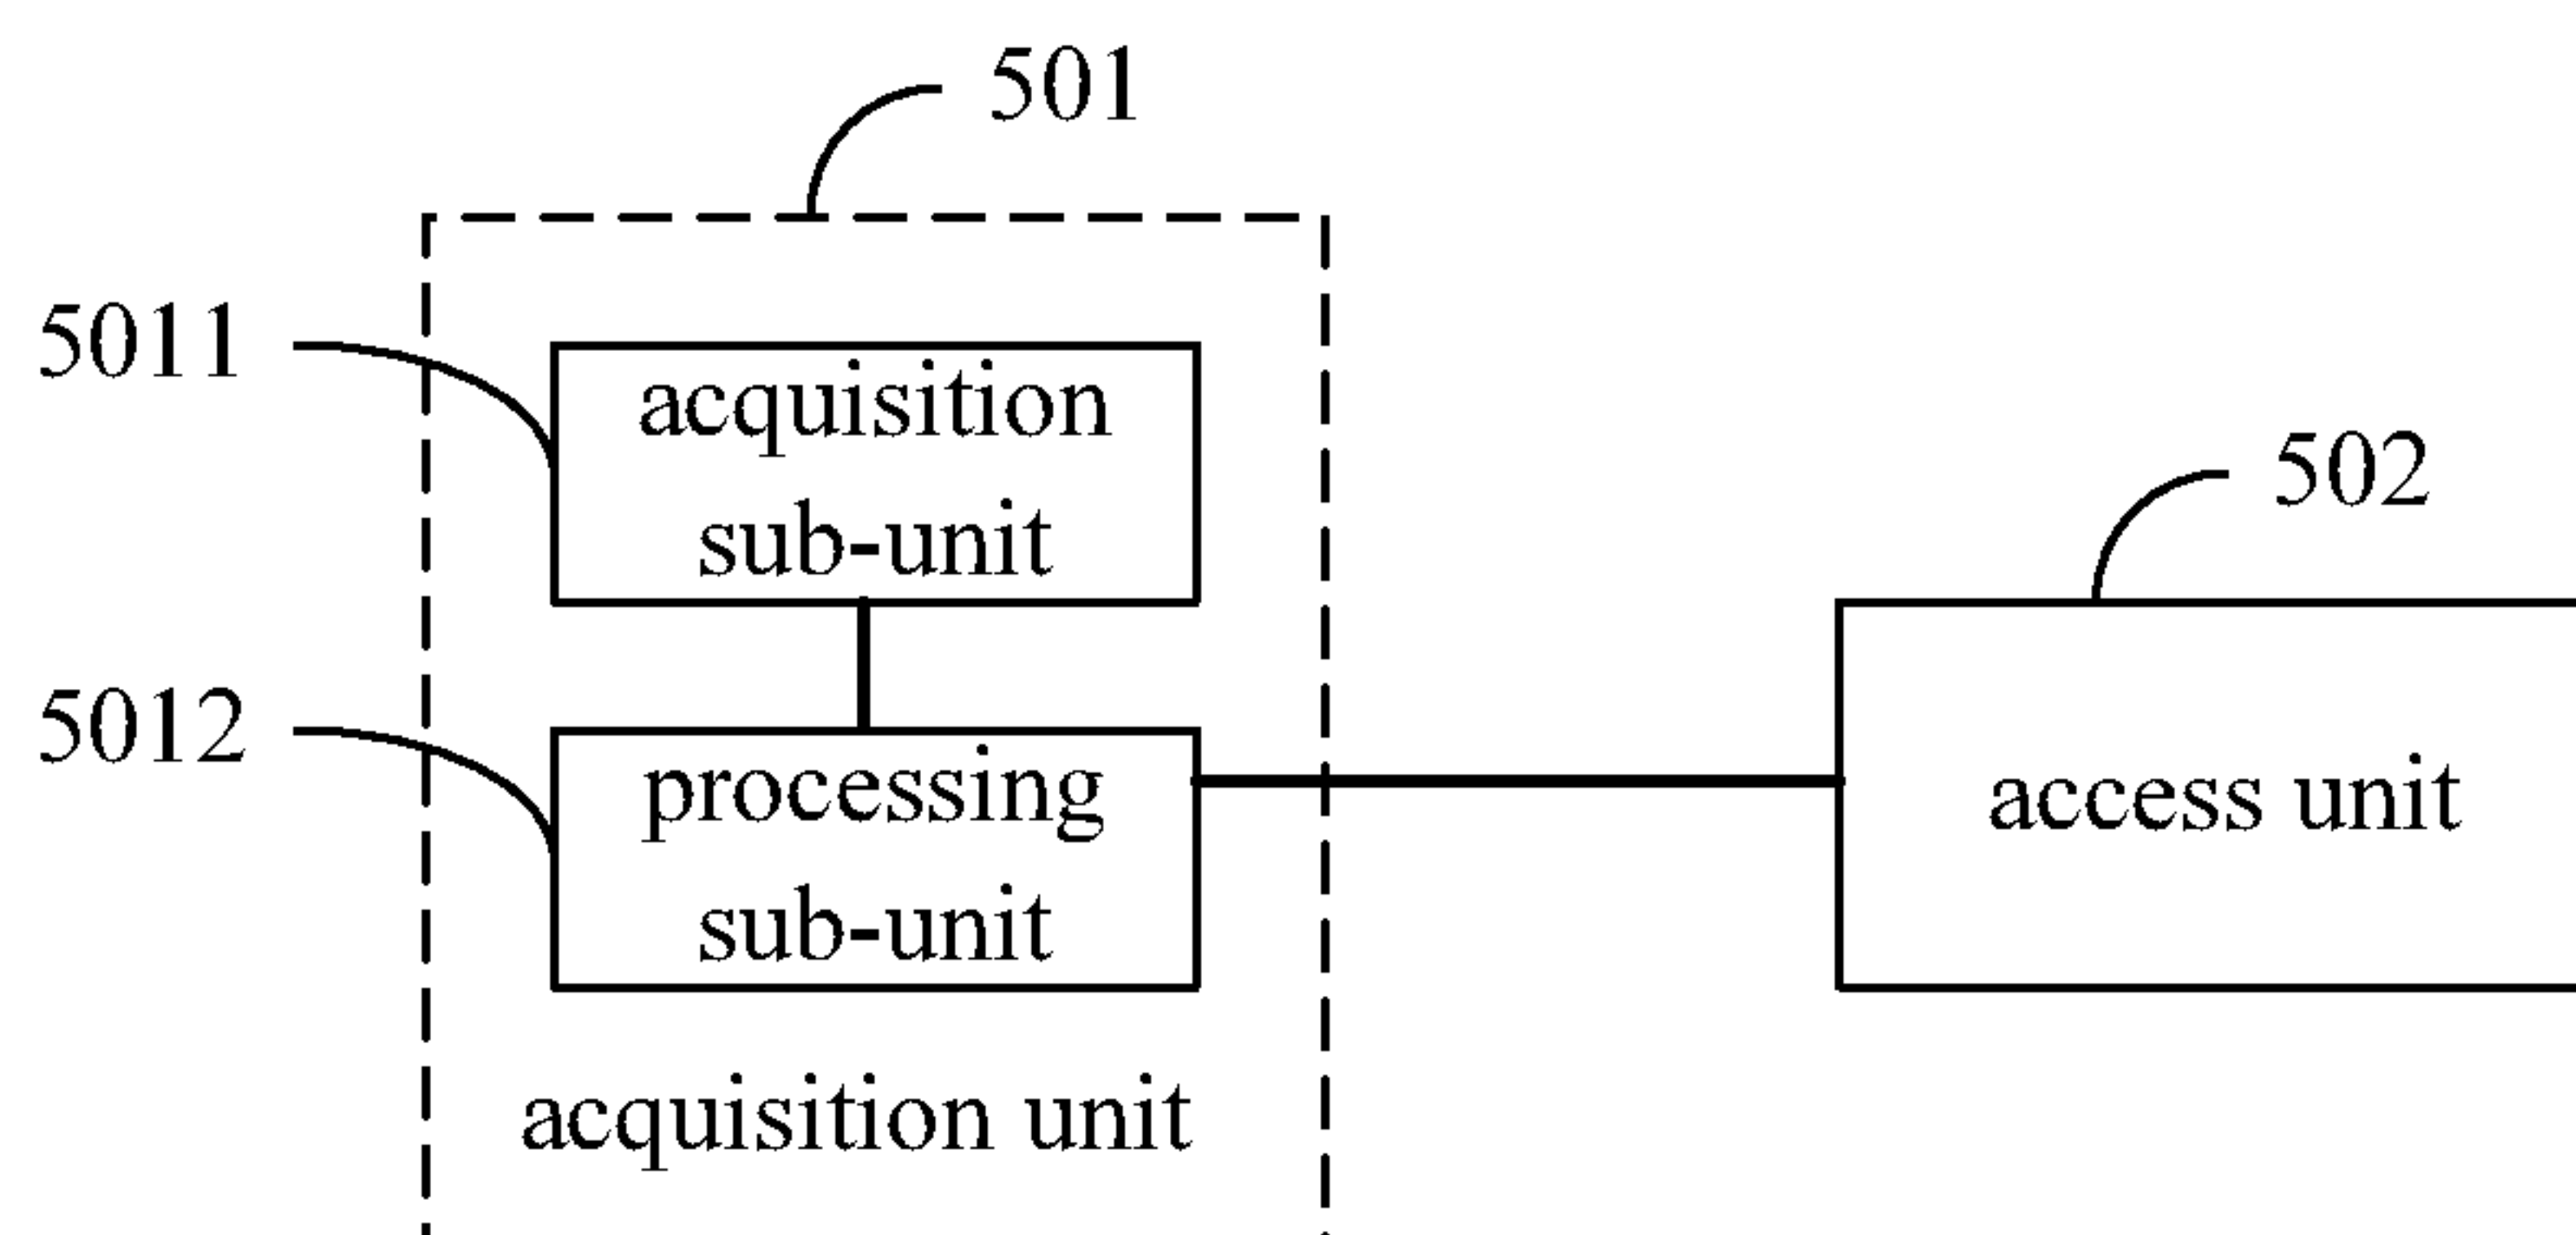 501
5011
acquisition
sub-unit
502
5012
processing
sub-unit
access unit
acquisition unit